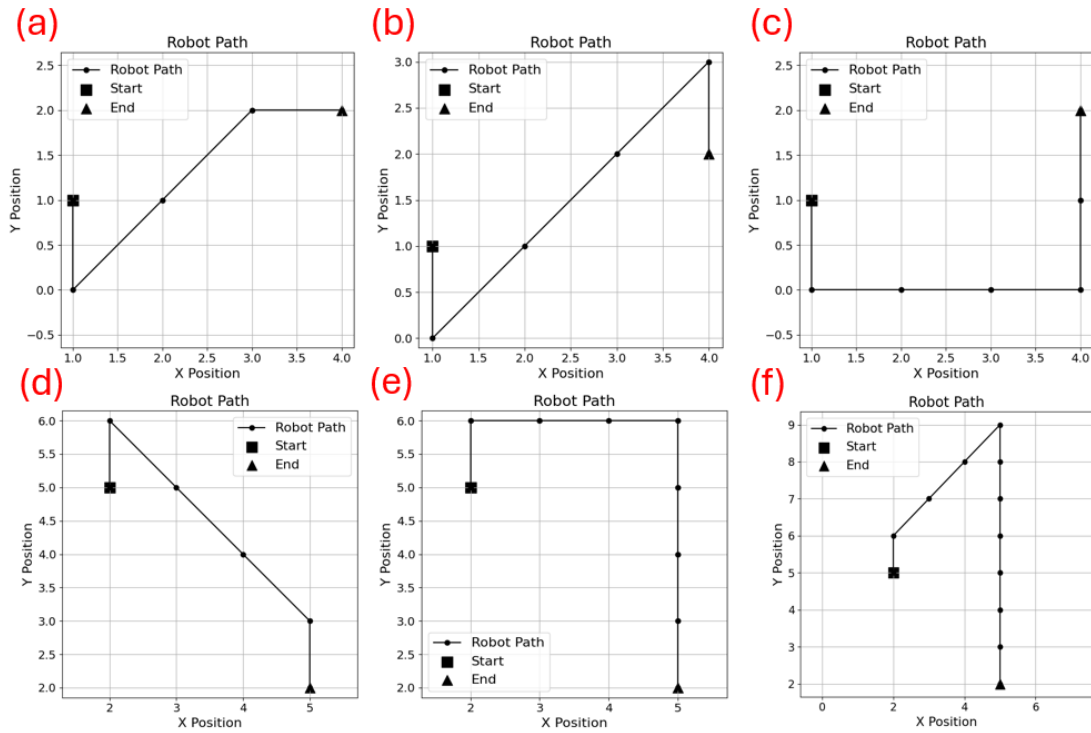 (a)
Robot Path
Robot Path
Start
End
Y Position
2.5
2.0
1.5
1.0
0.5
0.0
−0.5
1.0 1.5 2.0 2.5 3.0 3.5 4.0
X Position
(b)
Robot Path
Robot Path
Start
End
Y Position
3.0
2.5
2.0
1.5
1.0
0.5
0.0
1.0 1.5 2.0 2.5 3.0 3.5 4.0
X Position
(c)
Robot Path
Robot Path
Start
End
Y Position
2.5
2.0
1.5
1.0
0.5
0.0
−0.5
1.0 1.5 2.0 2.5 3.0 3.5 4.0
X Position
(d)
Robot Path
Robot Path
Start
End
Y Position
6.0
5.5
5.0
4.5
4.0
3.5
3.0
2.5
2.0
2 3 4 5
X Position
(e)
Robot Path
Robot Path
Start
End
Y Position
6.0
5.5
5.0
4.5
4.0
3.5
3.0
2.5
2.0
2 3 4 5
X Position
(f)
Robot Path
Robot Path
Start
End
Y Position
9
8
7
6
5
4
3
2
0 2 4 6
X Position